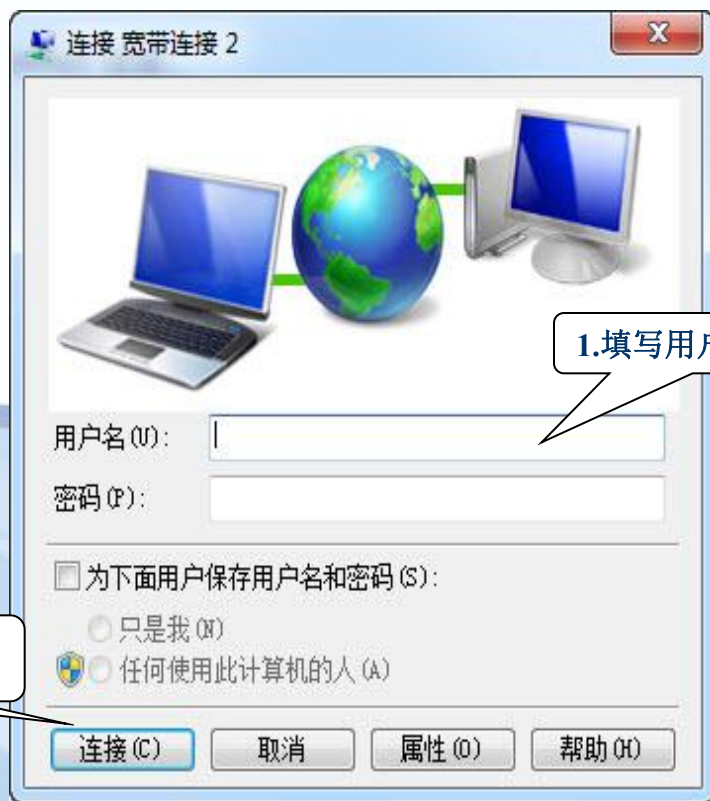 连接 宽带连接 2
1.填写用户
用户名(U):
密码(P):
为下面用户保存用户名和密码(S):
只是我(N)
任何使用此计算机的人(A)
连接(C) 取消 属性(O) 帮助(H)